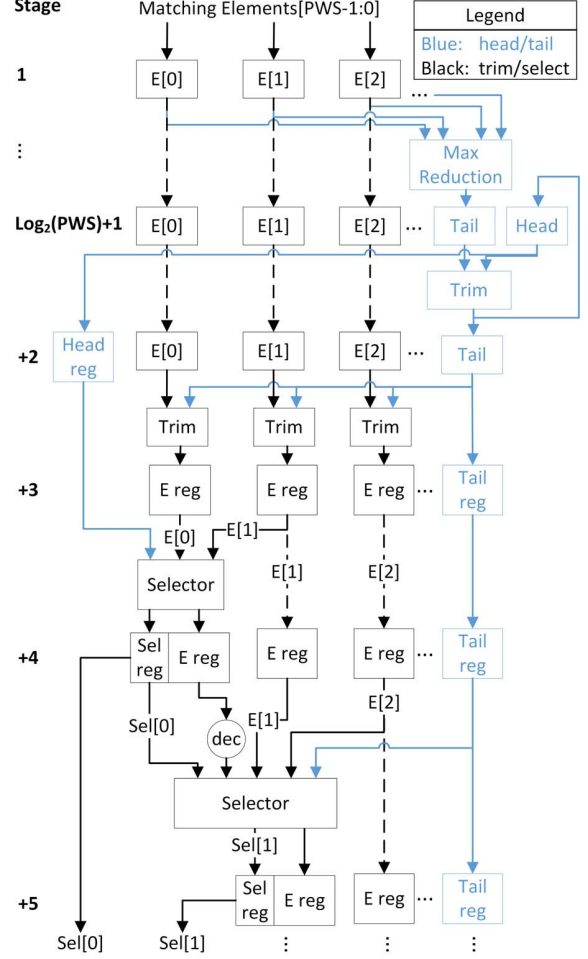 Stage
Matching Elements[PWS-1:0]
Legend
Blue: head/tail
Black: trim/select
1
E[0]
E[1]
E[2]
...
⋮
Max
Reduction
Log₂(PWS)+1
E[0]
E[1]
E[2]
...
Tail
Head
Trim
+2
Head
reg
E[0]
E[1]
E[2]
...
Tail
Trim
Trim
Trim
+3
E reg
E reg
E reg
...
Tail
reg
E[0]
E[1]
E[1]
E[2]
Selector
+4
Sel
reg
E reg
E reg
E reg
...
Tail
reg
Sel[0]
dec
E[1]
E[2]
Selector
Sel[1]
+5
Sel
reg
E reg
E reg
...
Tail
reg
Sel[0]
Sel[1]
⋮
⋮
⋮